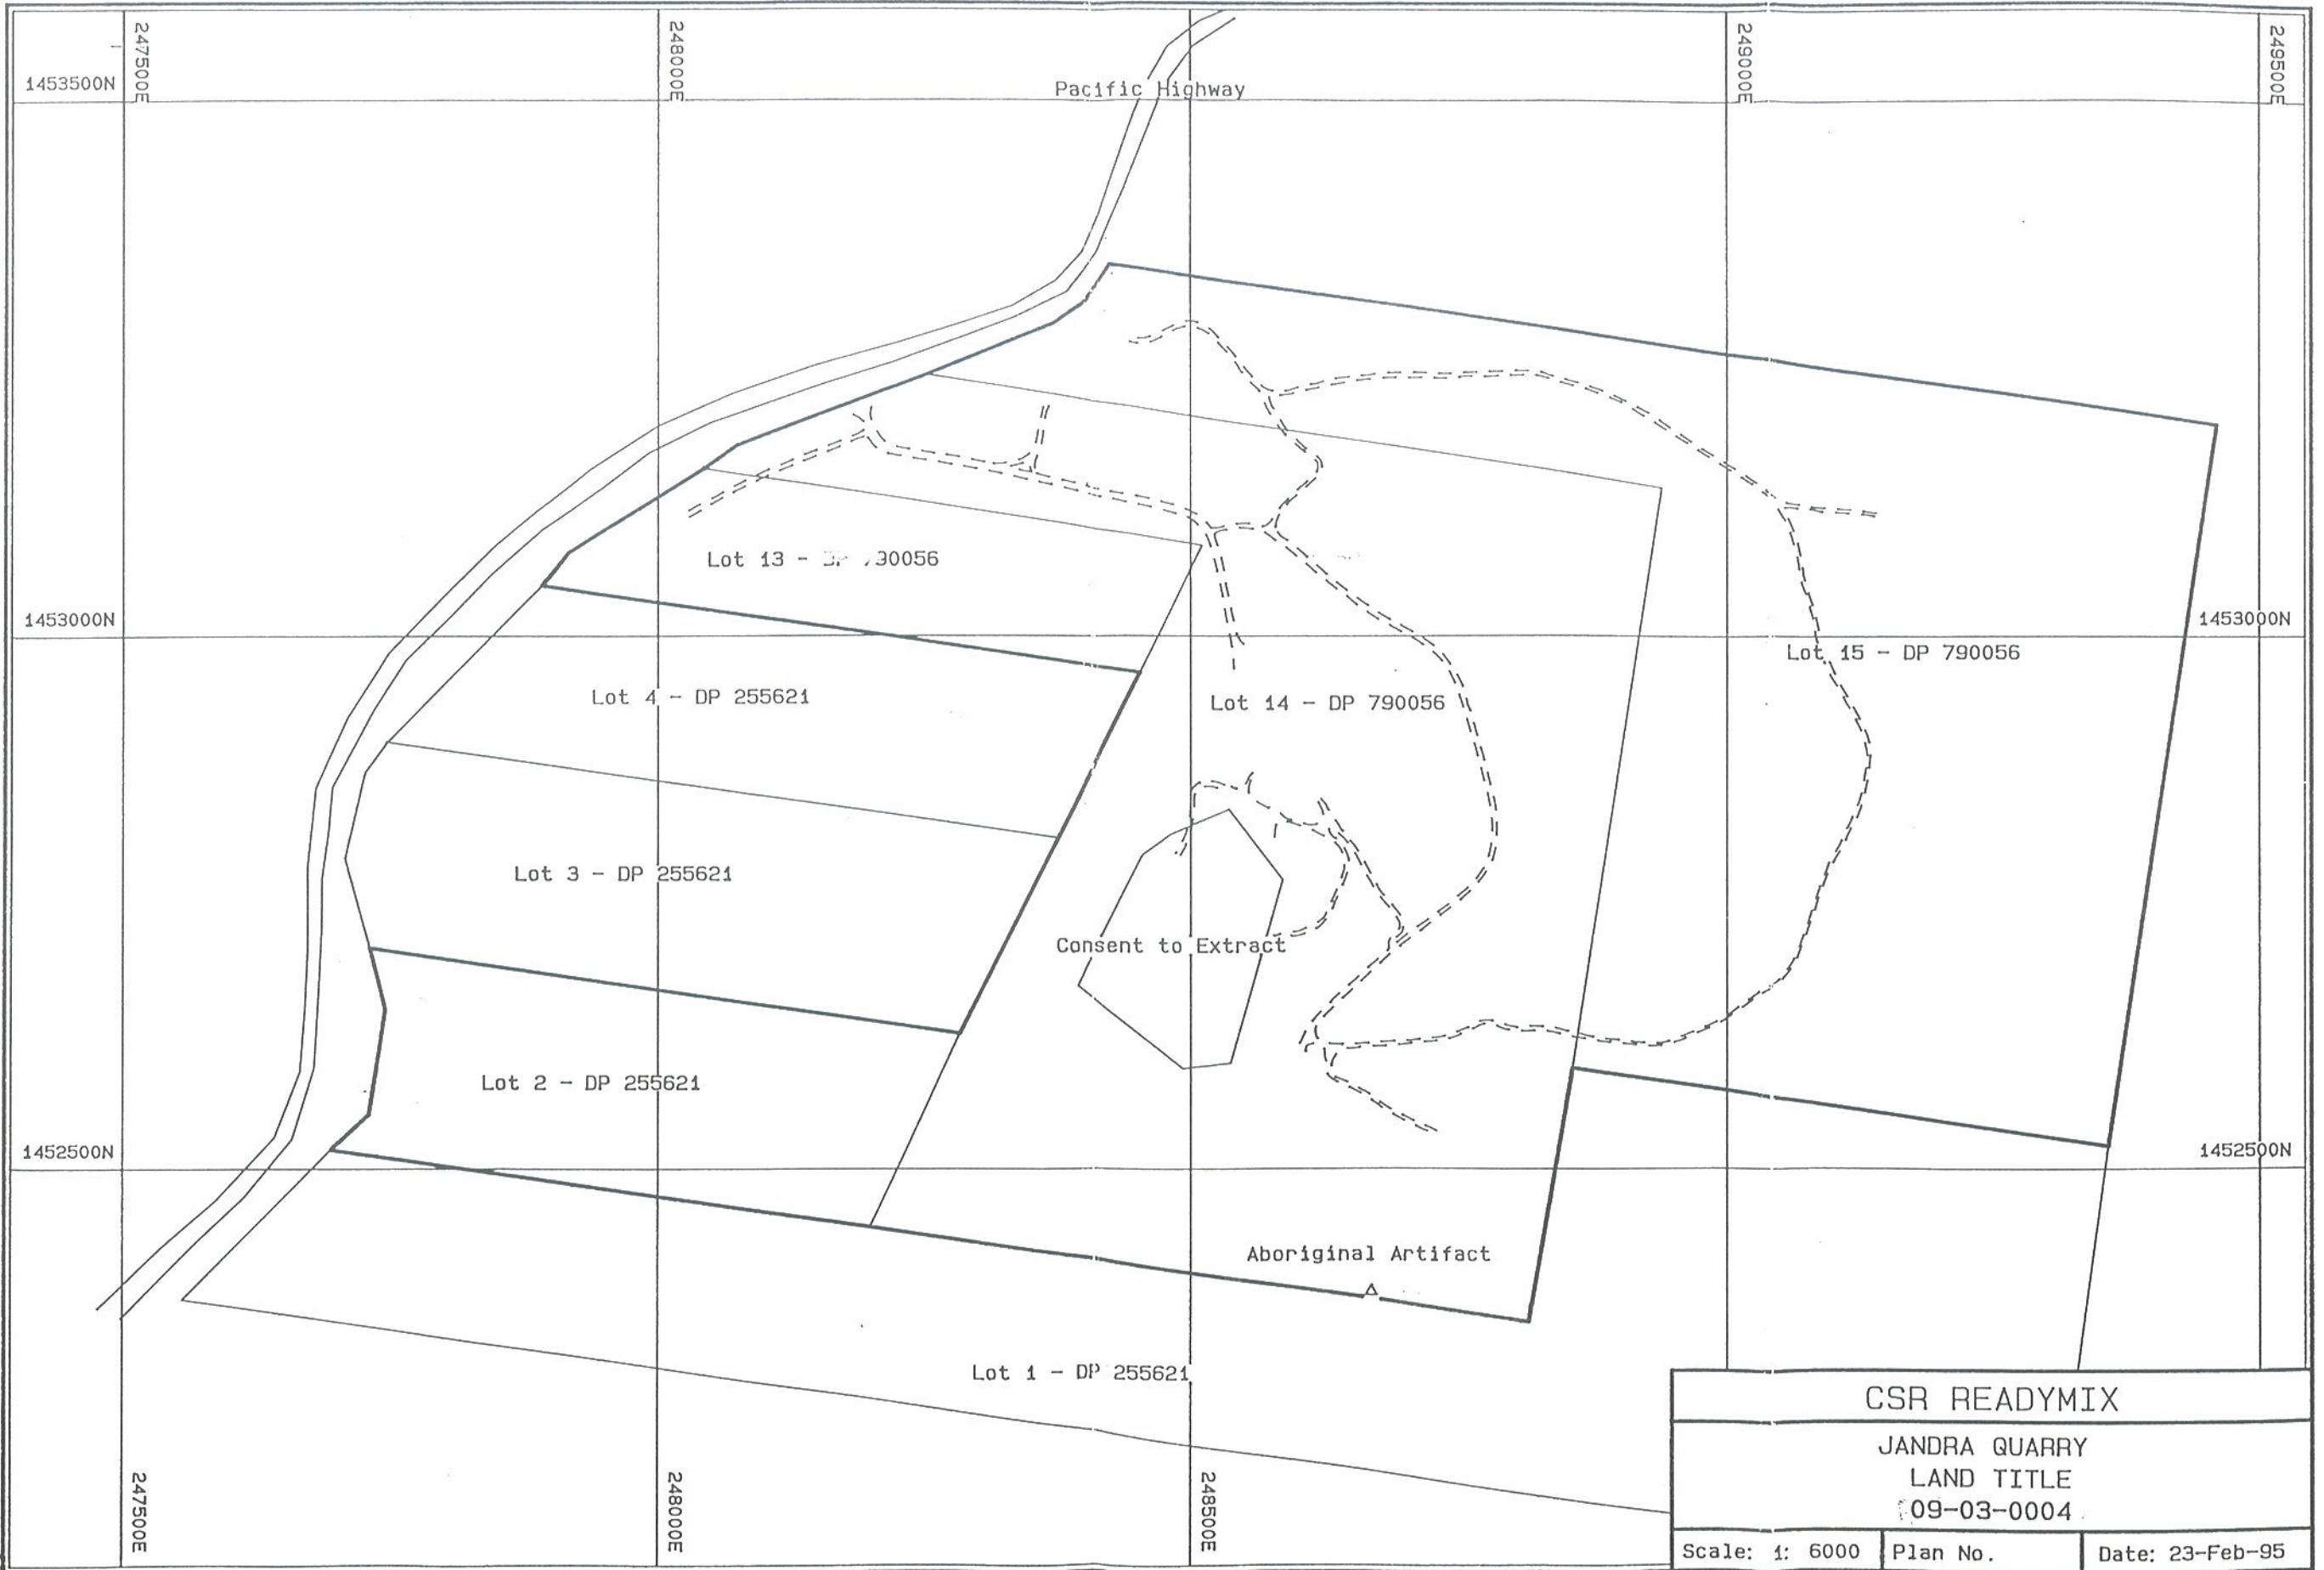 247500E
248000E
249000E
249500E
1453500N
Pacific Highway
Lot 13 - 
1453000N
1453000N
Lot 15 - DP 790056
Lot 4 - DP 255621
Lot 14 - DP 790056
Lot 3 - DP 255621
Consent to Extract
Lot 2 - DP 255621
1452500N
1452500N
Aboriginal Artifact
Lot 1 - DP 255621
247500E
248000E
248500E
CSR READYMIX
JANDRA QUARRY
LAND TITLE
09-03-0004
Scale: 1: 6000
Plan No.
Date: 23-Feb-95